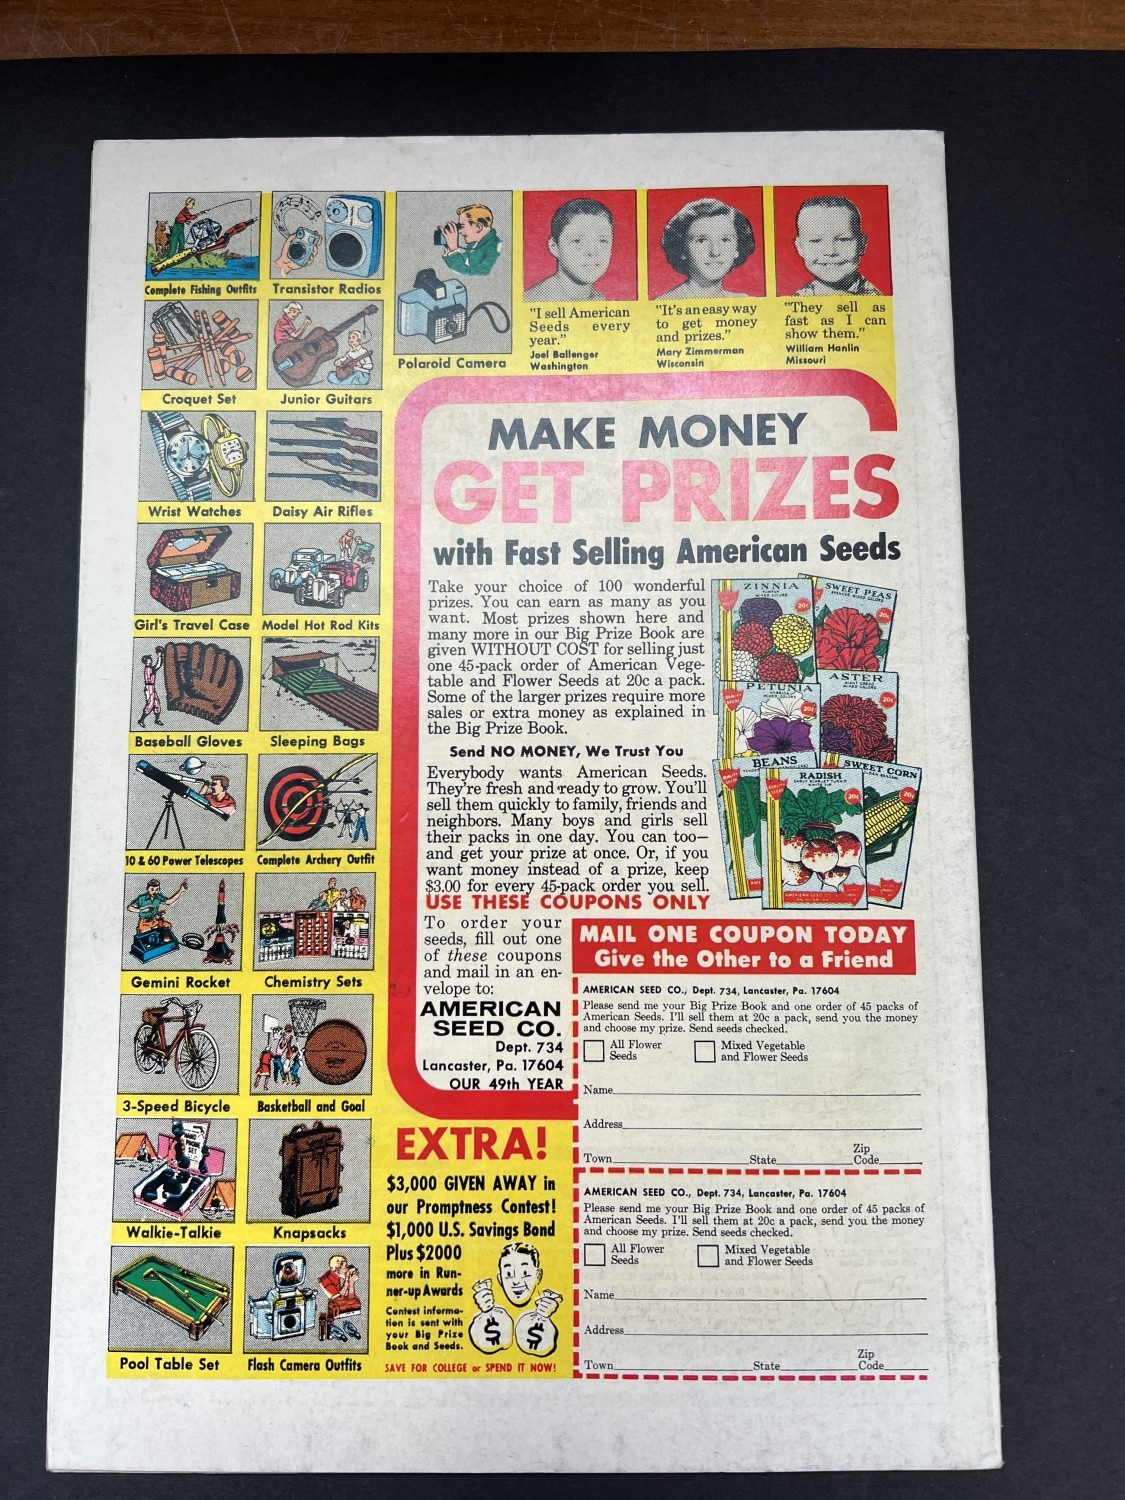 Complete Fishing Outfits
Transistor Radios
Polaroid Camera
Croquet Set
Junior Guitars
Wrist Watches
Daisy Air Rifles
Girl's Travel Case
Model Hot Rod Kits
Baseball Gloves
Sleeping Bags
10 & 60 Power Telescopes
Complete Archery Outfit
Gemini Rocket
Chemistry Sets
3-Speed Bicycle
Basketball and Goal
Walkie-Talkie
Knapsacks
Pool Table Set
Flash Camera Outfits
"I sell American
Seeds every
year."
Joel Ballenger
Washington
"It's an easy way
to get money
and prizes."
Mary Zimmerman
Wisconsin
"They sell as
fast as I can
show them."
William Hanlin
Missouri
MAKE MONEY
GET PRIZES
with Fast Selling American Seeds
Take your choice of 100 wonderful
prizes. You can earn as many as you
want. Most prizes shown here and
many more in our Big Prize Book are
given WITHOUT COST for selling just
one 45-pack order of American Vege-
table and Flower Seeds at 20c a pack.
Some of the larger prizes require more
sales or extra money as explained in
the Big Prize Book.
Send NO MONEY, We Trust You
Everybody wants American Seeds.
They're fresh and ready to grow. You'll
sell them quickly to family, friends and
neighbors. Many boys and girls sell
their packs in one day. You can too—
and get your prize at once. Or, if you
want money instead of a prize, keep
$3.00 for every 45-pack order you sell.
USE THESE COUPONS ONLY
To order your
seeds, fill out one
of these coupons
and mail in an en-
velope to:
AMERICAN
SEED CO.
Dept. 734
Lancaster, Pa. 17604
OUR 49th YEAR
ZINNIA
MIXED COLORS
20c
SWEET PEAS
MIXED COLORS
20c
PETUNIA
MIXED COLORS
20c
ASTER
MIXED COLORS
20c
BEANS
RADISH
20c
SWEET CORN
20c
MAIL ONE COUPON TODAY
Give the Other to a Friend
AMERICAN SEED CO., Dept. 734, Lancaster, Pa. 17604
Please send me your Big Prize Book and one order of 45 packs of
American Seeds. I'll sell them at 20c a pack, send you the money
and choose my prize. Send seeds checked.
All Flower
Seeds
Mixed Vegetable
and Flower Seeds
Name
Address
Town State Zip Code
AMERICAN SEED CO., Dept. 734, Lancaster, Pa. 17604
Please send me your Big Prize Book and one order of 45 packs of
American Seeds. I'll sell them at 20c a pack, send you the money
and choose my prize. Send seeds checked.
All Flower
Seeds
Mixed Vegetable
and Flower Seeds
Name
Address
Town State Zip Code
EXTRA!
$3,000 GIVEN AWAY in
our Promptness Contest!
$1,000 U.S. Savings Bond
Plus $2000
more in Run-
ner-up Awards
Contest informa-
tion is sent with
your Big Prize
Book and Seeds.
$ $
SAVE FOR COLLEGE or SPEND IT NOW!